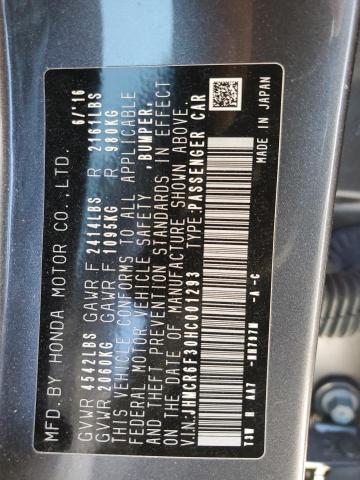 MFD. BY HONDA MOTOR CO., LTD. 6/'16
GVWR 4542LBS GAWR F 2414LBS R 2161LBS
GVWR 2060KG GAWR F 1095KG R 980KG
THIS VEHICLE CONFORMS TO ALL APPLICABLE
FEDERAL MOTOR VEHICLE SAFETY, BUMPER,
AND THEFT PREVENTION STANDARDS IN EFFECT
ON THE DATE OF MANUFACTURE SHOWN ABOVE.
V.I.N:JHMCR6F30HC001293 TYPE:PASSENGER CAR
MADE IN JAPAN
T3W B AA7 -A -C